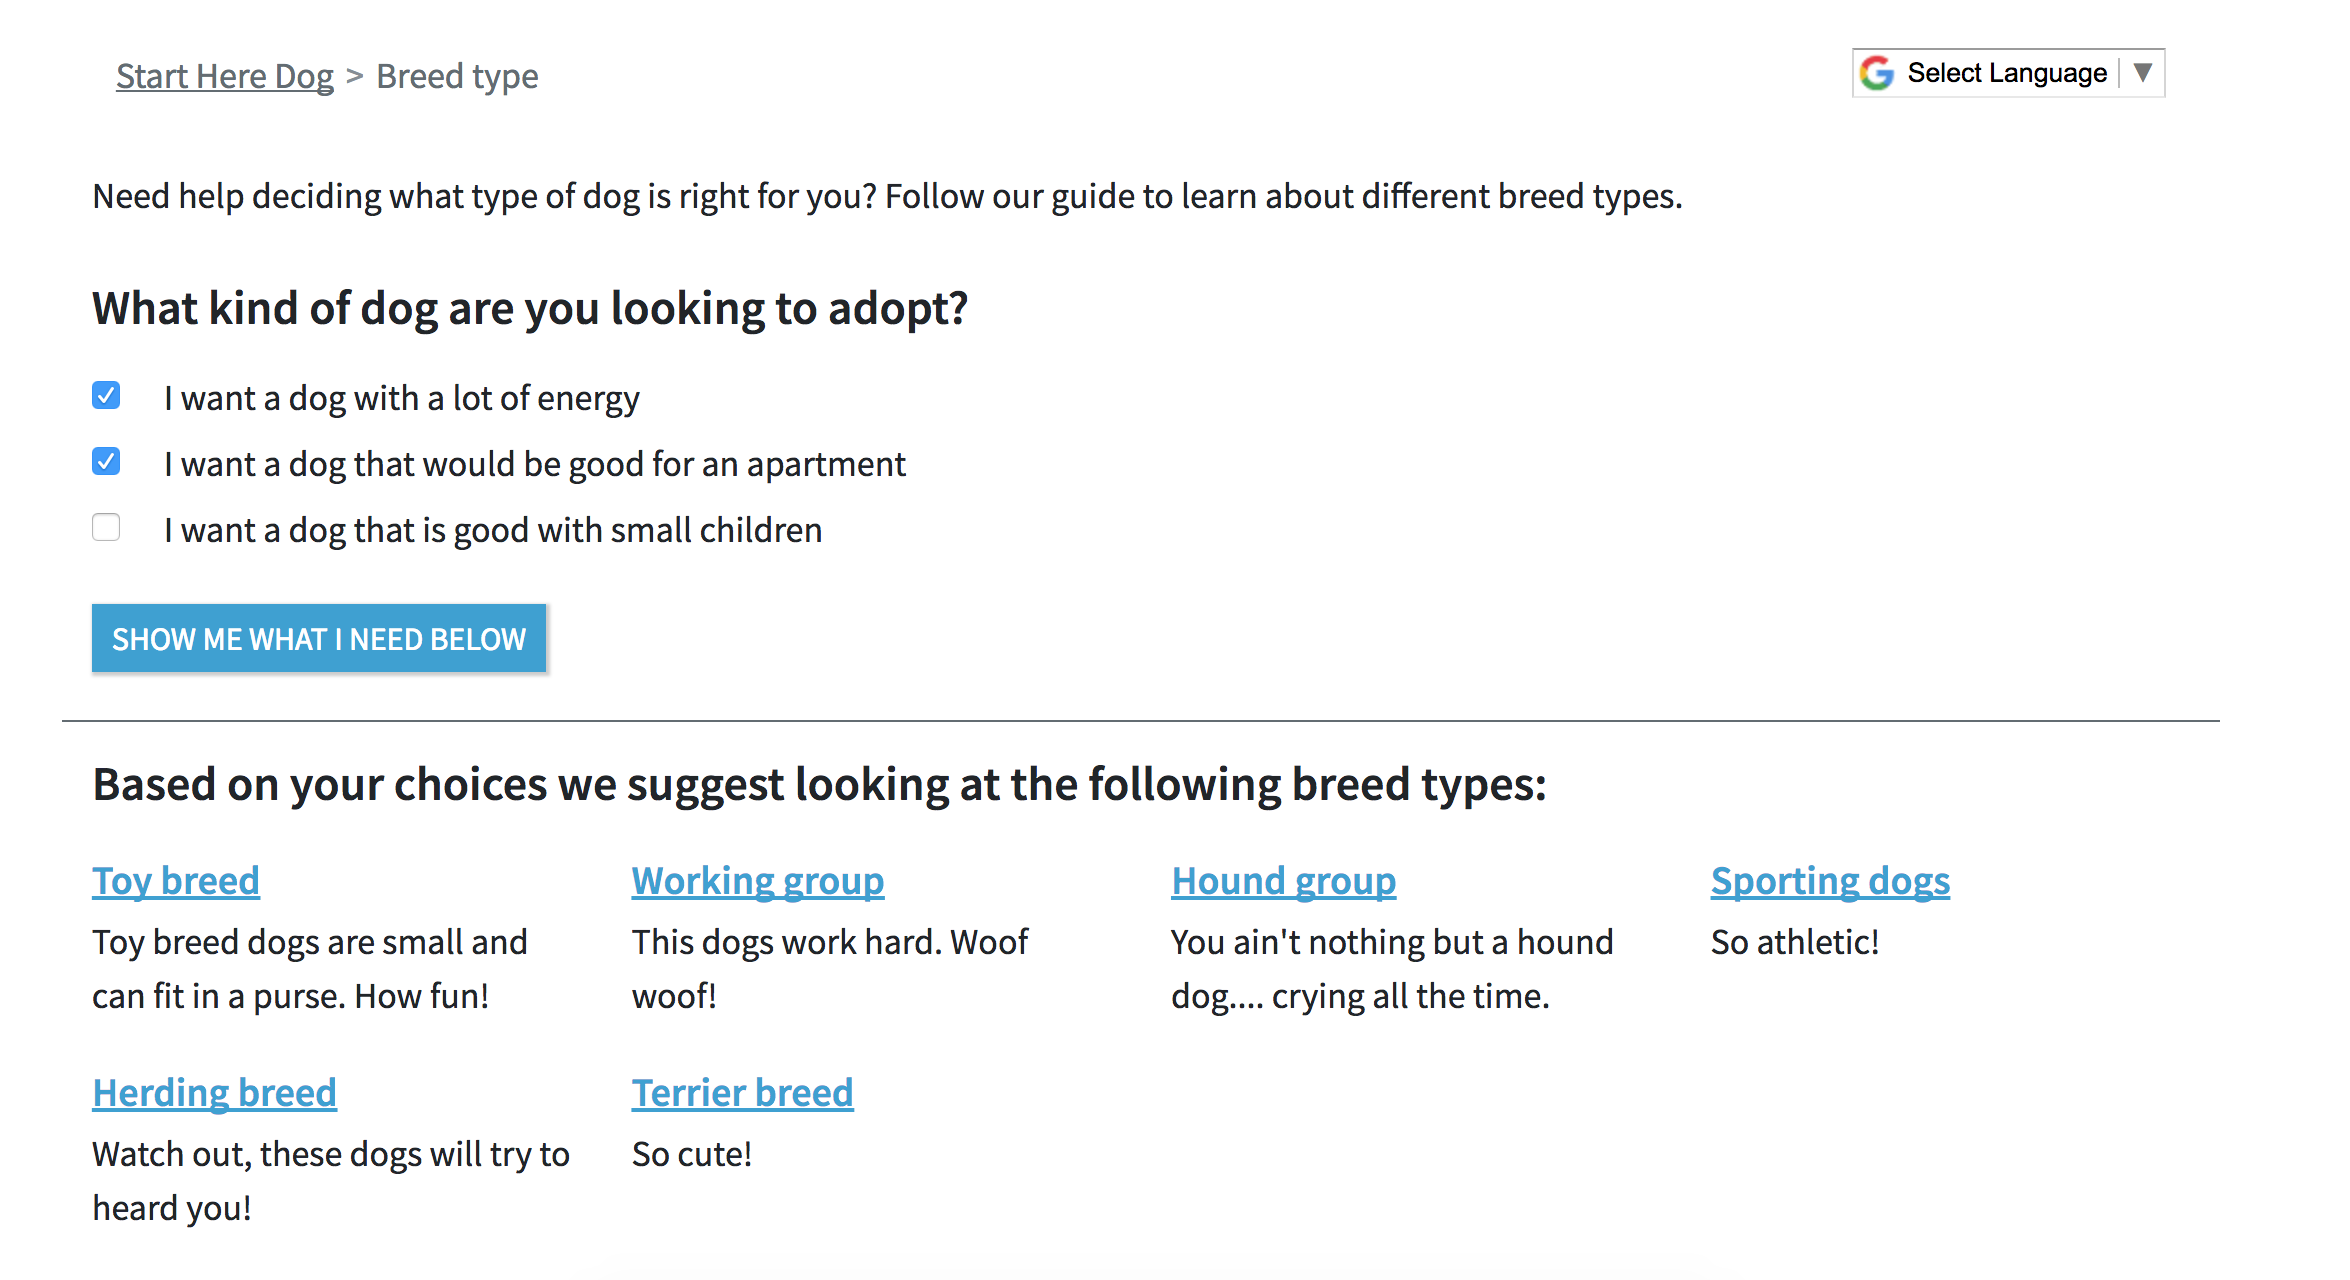 Start Here Dog > Breed type
Select Language ▼
Need help deciding what type of dog is right for you? Follow our guide to learn about different breed types.
What kind of dog are you looking to adopt?
I want a dog with a lot of energy
I want a dog that would be good for an apartment
I want a dog that is good with small children
SHOW ME WHAT I NEED BELOW
Based on your choices we suggest looking at the following breed types:
Toy breed
Toy breed dogs are small and
can fit in a purse. How fun!
Working group
This dogs work hard. Woof
woof!
Hound group
You ain't nothing but a hound
dog.... crying all the time.
Sporting dogs
So athletic!
Herding breed
Watch out, these dogs will try to
heard you!
Terrier breed
So cute!